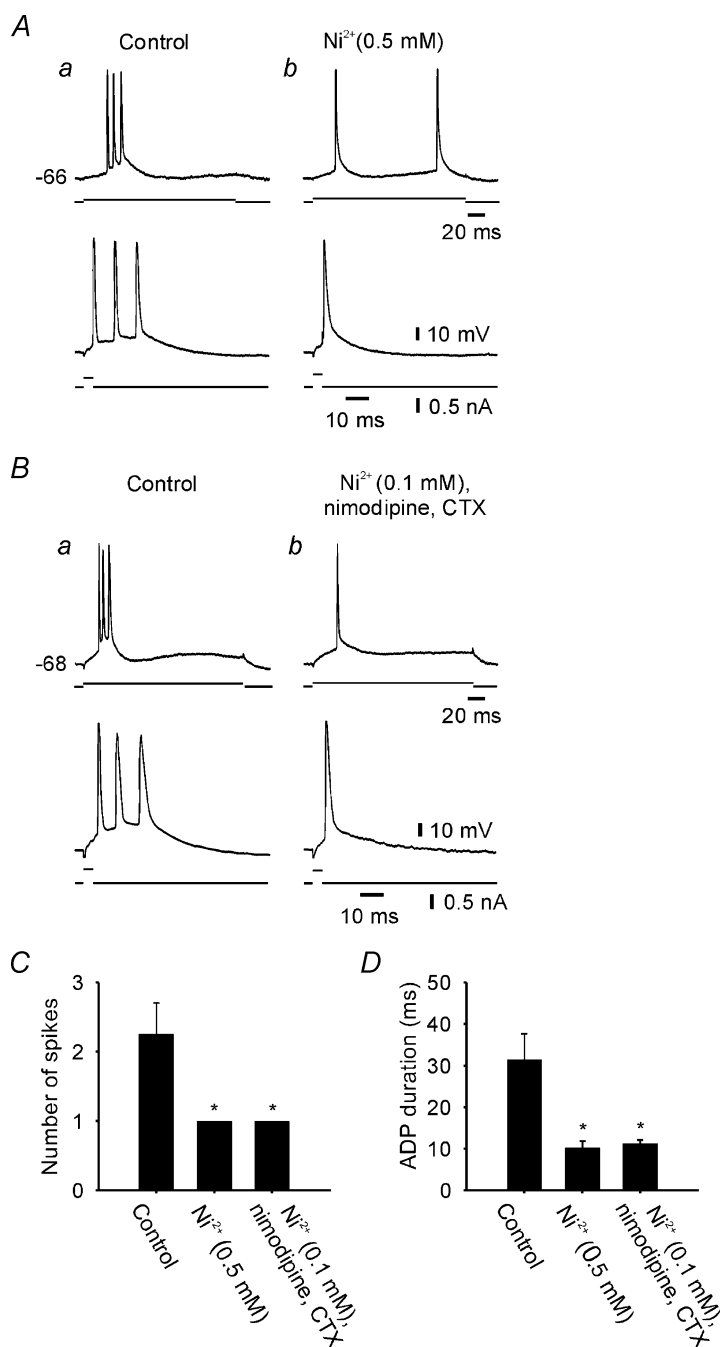 A
Control
Ni²⁺(0.5 mM)
a
b
-66
20 ms
10 mV
10 ms
0.5 nA
B
Control
Ni²⁺ (0.1 mM),
nimodipine, CTX
a
b
-68
20 ms
10 mV
10 ms
0.5 nA
C
Number of spikes
3
2
1
0
*
*
Control
Ni²⁺ (0.5 mM)
Ni²⁺ (0.1 mM),
nimodipine, CTX
D
ADP duration (ms)
50
40
30
20
10
0
*
*
Control
Ni²⁺
(0.5 mM)
Ni²⁺ (0.1 mM),
nimodipine, CTX